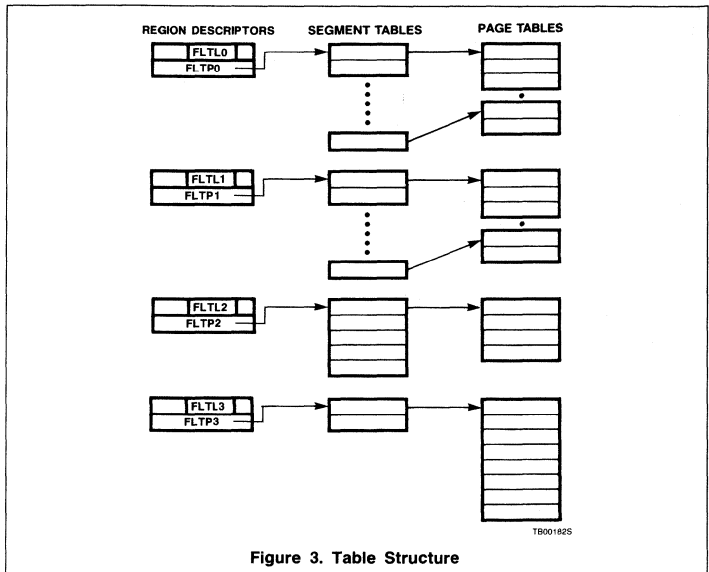 REGION DESCRIPTORS SEGMENT TABLES PAGE TABLES
FLTL0
FLTP0
FLTL1
FLTP1
FLTL2
FLTP2
FLTL3
FLTP3
TB00182S
Figure 3. Table Structure